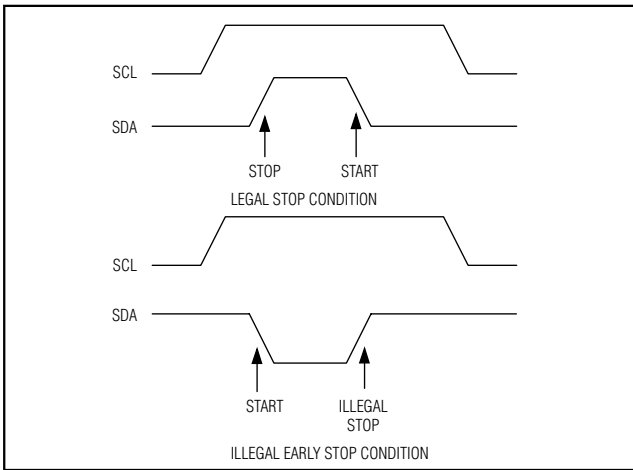 SCL
SDA
STOP START
LEGAL STOP CONDITION
SCL
SDA
START ILLEGAL
STOP
ILLEGAL EARLY STOP CONDITION